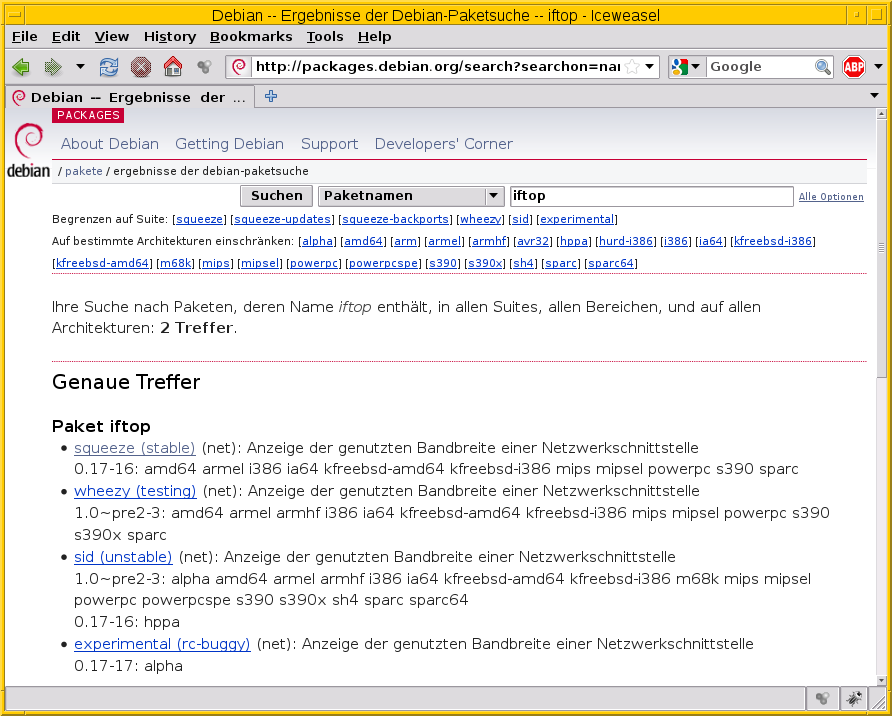 Debian -- Ergebnisse der Debian-Paketsuche -- iftop - Iceweasel
File Edit View History Bookmarks Tools Help
http://packages.debian.org/search?searchon=nar Google ABP
Debian -- Ergebnisse der ...
PACKAGES
About Debian Getting Debian Support Developers' Corner
debian
/ pakete / ergebnisse der debian-paketsuche
Suchen Paketnamen iftop Alle Optionen
Begrenzen auf Suite: [squeeze] [squeeze-updates] [squeeze-backports] [wheezy] [sid] [experimental]
Auf bestimmte Architekturen einschränken: [alpha] [amd64] [arm] [armel] [armhf] [avr32] [hppa] [hurd-i386] [i386] [ia64] [kfreebsd-i386]
[kfreebsd-amd64] [m68k] [mips] [mipsel] [powerpc] [powerpcspe] [s390] [s390x] [sh4] [sparc] [sparc64]
Ihre Suche nach Paketen, deren Name iftop enthält, in allen Suites, allen Bereichen, und auf allen
Architekturen: 2 Treffer.
Genaue Treffer
Paket iftop
• squeeze (stable) (net): Anzeige der genutzten Bandbreite einer Netzwerkschnittstelle
0.17-16: amd64 armel i386 ia64 kfreebsd-amd64 kfreebsd-i386 mips mipsel powerpc s390 sparc
• wheezy (testing) (net): Anzeige der genutzten Bandbreite einer Netzwerkschnittstelle
1.0~pre2-3: amd64 armel armhf i386 ia64 kfreebsd-amd64 kfreebsd-i386 mips mipsel powerpc s390
s390x sparc
• sid (unstable) (net): Anzeige der genutzten Bandbreite einer Netzwerkschnittstelle
1.0~pre2-3: alpha amd64 armel armhf i386 ia64 kfreebsd-amd64 kfreebsd-i386 m68k mips mipsel
powerpc powerpcspe s390 s390x sh4 sparc sparc64
0.17-16: hppa
• experimental (rc-buggy) (net): Anzeige der genutzten Bandbreite einer Netzwerkschnittstelle
0.17-17: alpha